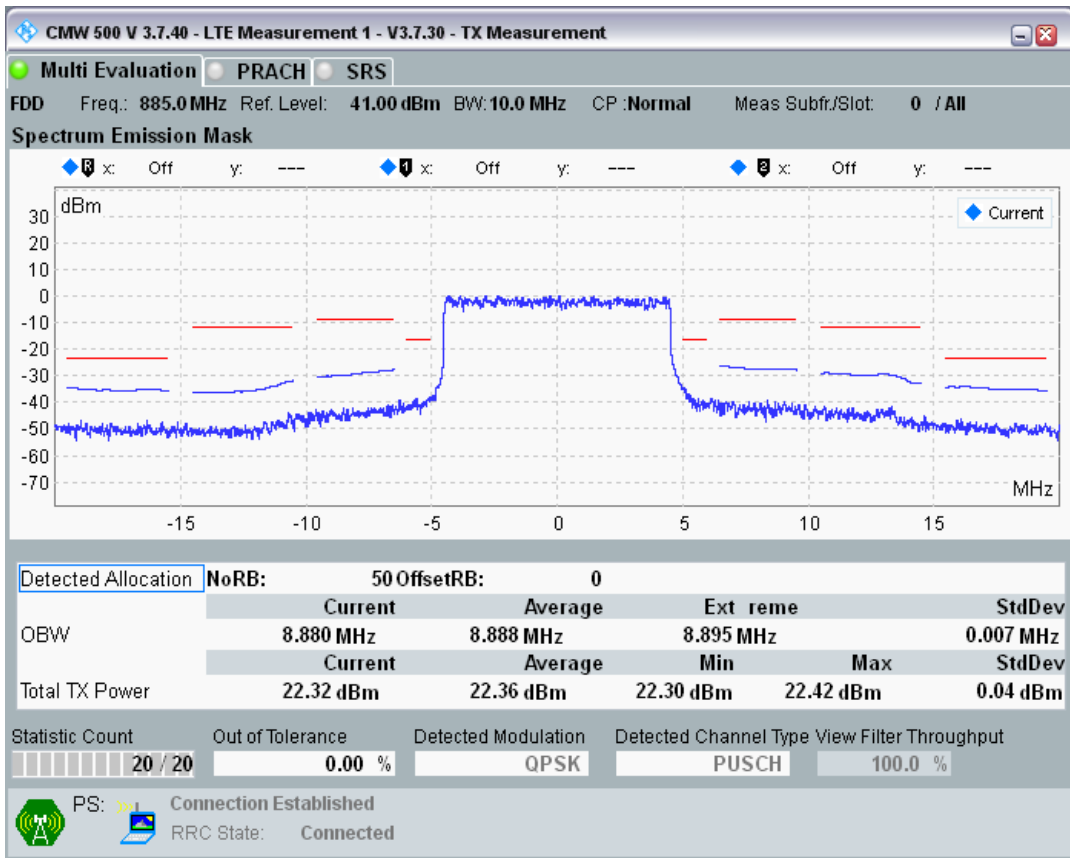 CMW 500 V 3.7.40 - LTE Measurement 1 - V3.7.30 - TX Measurement
Multi Evaluation PRACH SRS
FDD Freq.: 885.0 MHz Ref. Level: 41.00 dBm BW: 10.0 MHz CP :Normal Meas Subfr./Slot: 0 / All
Spectrum Emission Mask
R x: Off y: --- 1 x: Off y: --- 2 x: Off y: ---
dBm
Current
30
20
10
0
-10
-20
-30
-40
-50
-60
-70
MHz
-15 -10 -5 0 5 10 15
Detected Allocation NoRB: 50 OffsetRB: 0
Current Average Ext reme StdDev
OBW 8.880 MHz 8.888 MHz 8.895 MHz 0.007 MHz
Current Average Min Max StdDev
Total TX Power 22.32 dBm 22.36 dBm 22.30 dBm 22.42 dBm 0.04 dBm
Statistic Count Out of Tolerance Detected Modulation Detected Channel Type View Filter Throughput
20 / 20 0.00 % QPSK PUSCH 100.0 %
PS: Connection Established
RRC State: Connected